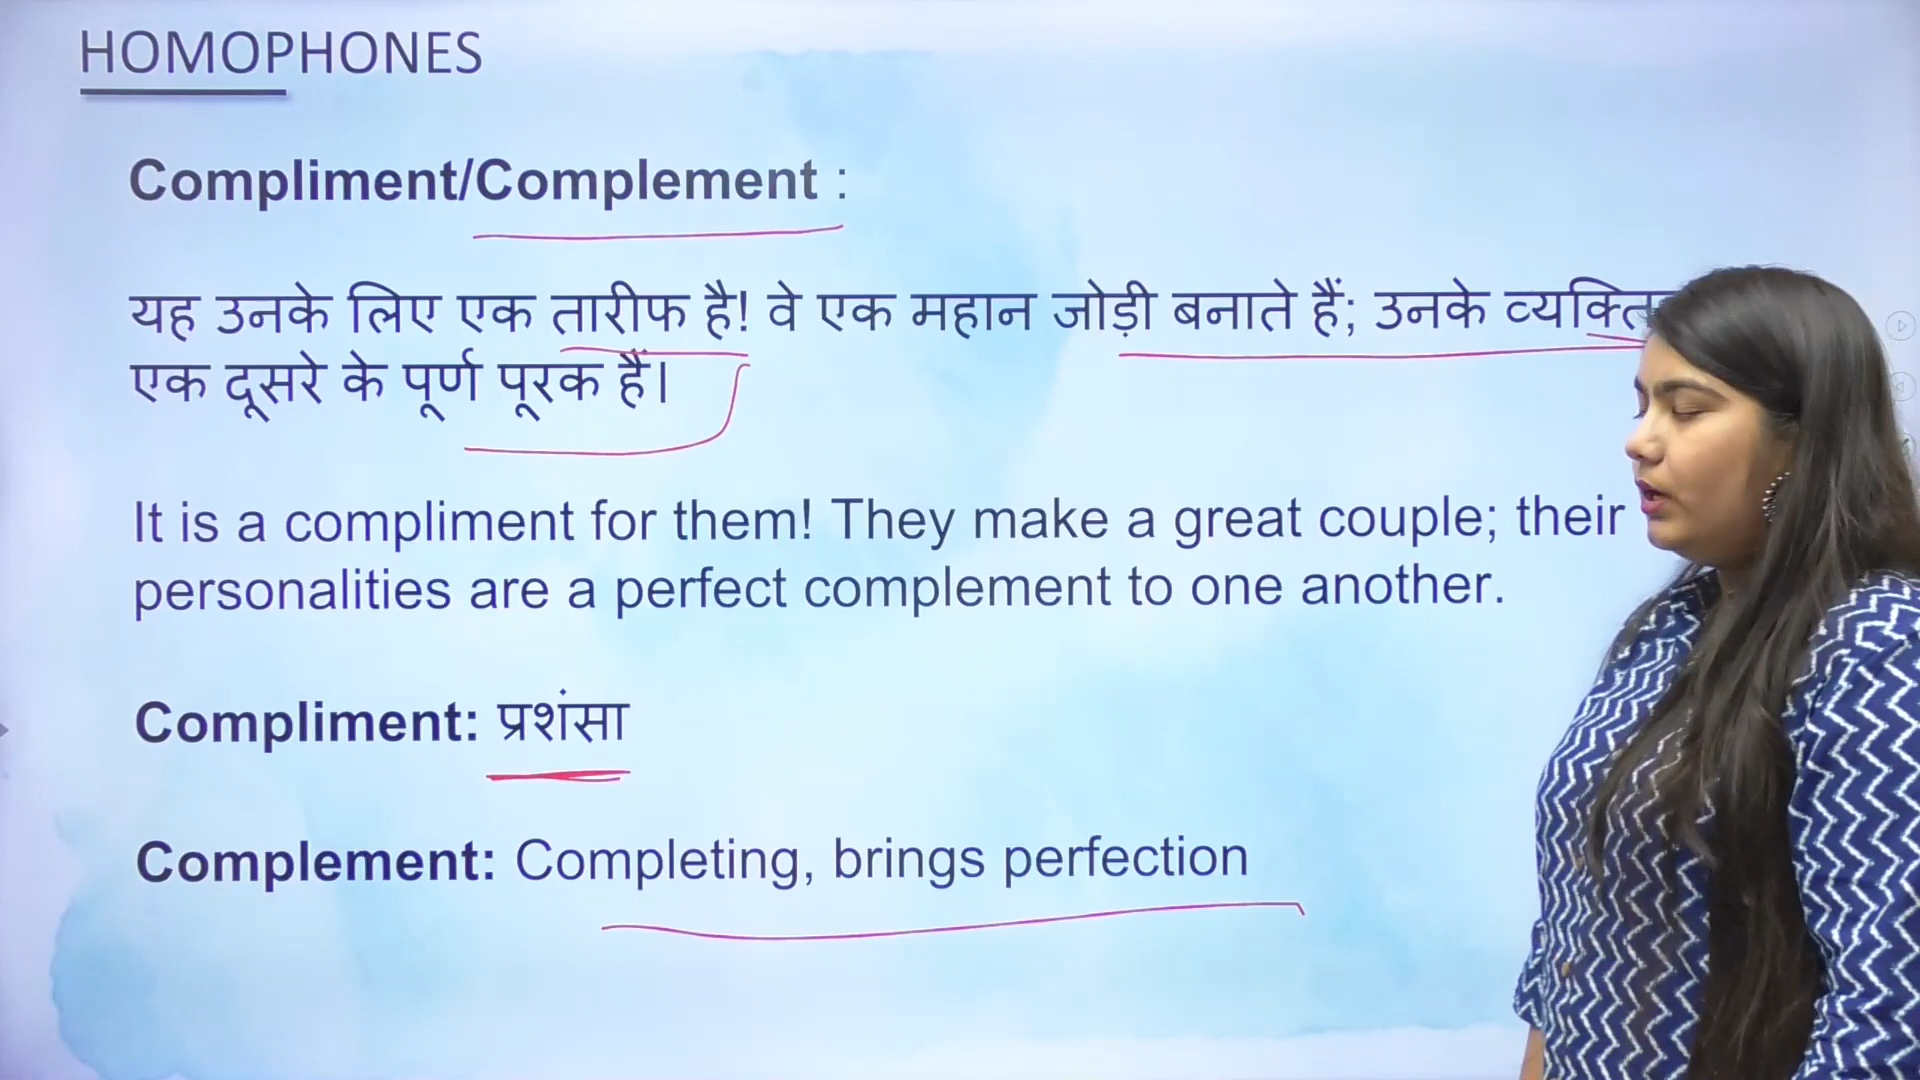 HOMOPHONES
Compliment/Complement :
यह उनके लिए एक तारीफ है! वे एक महान जोड़ी बनाते हैं; उनके
एक दूसरे के पूर्ण पूरक हैं।
It is a compliment for them! They make a great couple; their
personalities are a perfect complement to one another.
Compliment: प्रशंसा
Complement: Completing, brings perfection